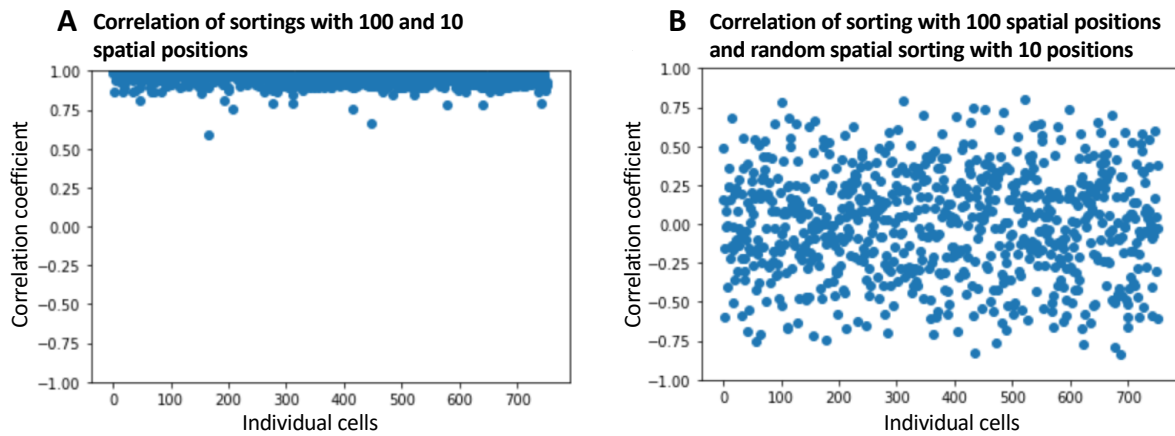 A Correlation of sortings with 100 and 10
spatial positions
1.00
0.75
0.50
0.25
0.00
−0.25
−0.50
−0.75
−1.00
Correlation coefficient
0 100 200 300 400 500 600 700
Individual cells
B Correlation of sorting with 100 spatial positions
and random spatial sorting with 10 positions
1.00
0.75
0.50
0.25
0.00
−0.25
−0.50
−0.75
−1.00
Correlation coefficient
0 100 200 300 400 500 600 700
Individual cells